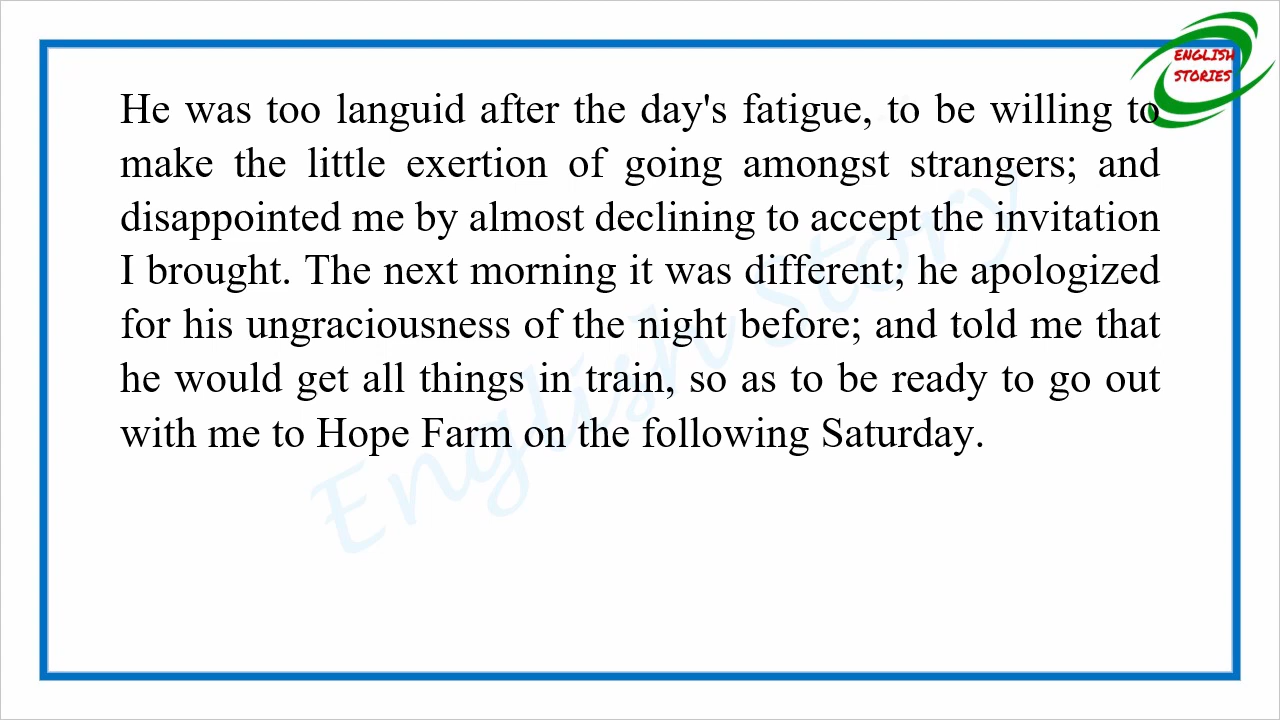 ENGLISH
STORIES
He was too languid after the day's fatigue, to be willing to
make the little exertion of going amongst strangers; and
disappointed me by almost declining to accept the invitation
I brought. The next morning it was different; he apologized
for his ungraciousness of the night before; and told me that
he would get all things in train, so as to be ready to go out
with me to Hope Farm on the following Saturday.
English Story